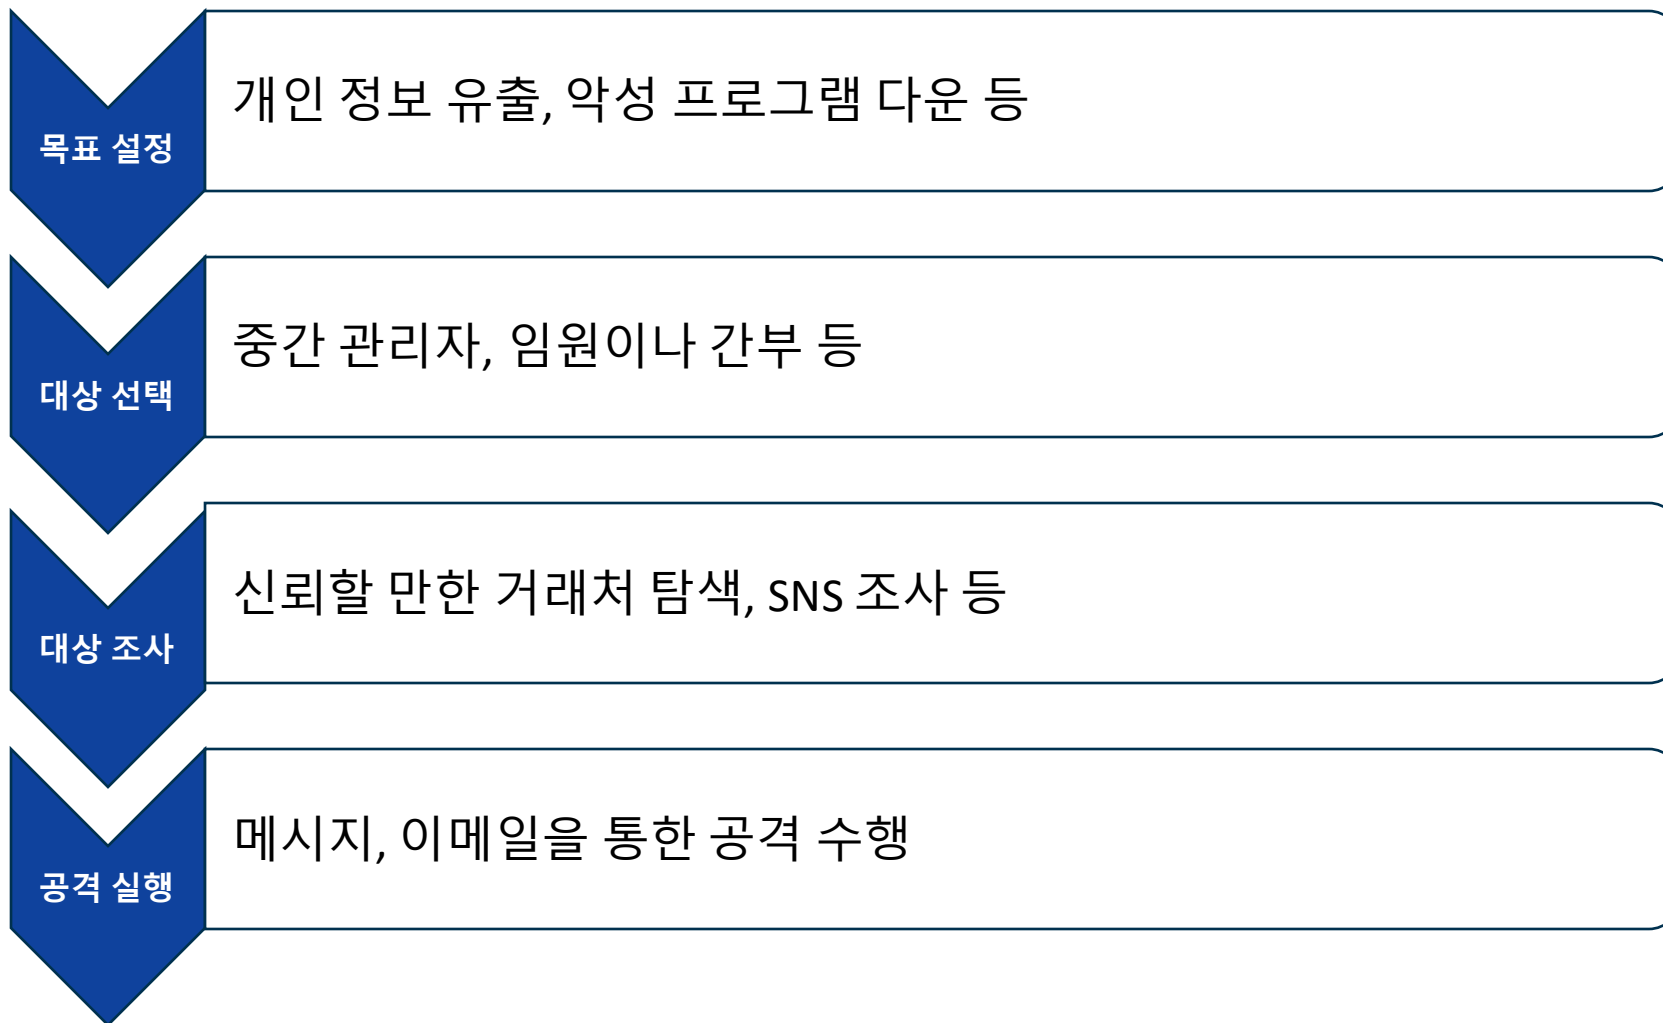 목표 설정
개인 정보 유출, 악성 프로그램 다운 등
대상 선택
중간 관리자, 임원이나 간부 등
대상 조사
신뢰할 만한 거래처 탐색, SNS 조사 등
공격 실행
메시지, 이메일을 통한 공격 수행